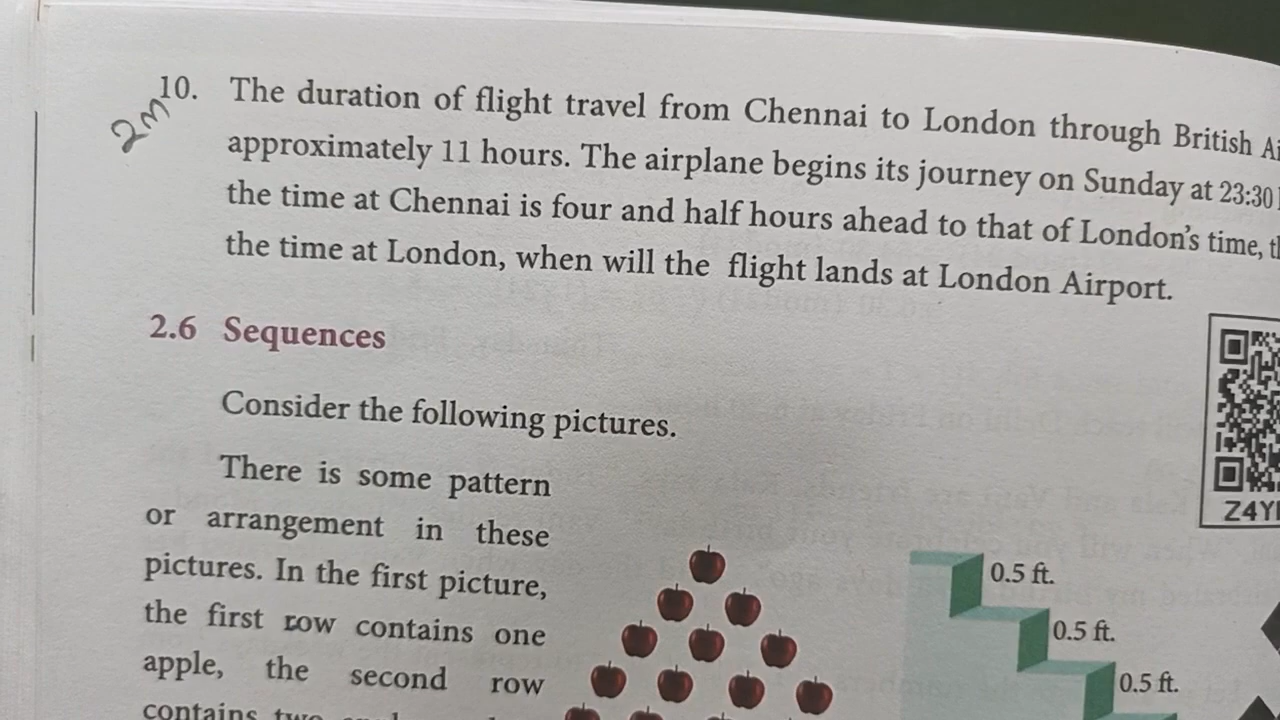 2m
10. The duration of flight travel from Chennai to London through British
approximately 11 hours. The airplane begins its journey on Sunday at 23:30
the time at Chennai is four and half hours ahead to that of London's time,
the time at London, when will the flight lands at London Airport.
2.6 Sequences
Consider the following pictures.
There is some pattern
or arrangement in these
pictures. In the first picture,
the first row contains one
apple, the second row
contains two
0.5 ft.
0.5 ft.
0.5 ft.